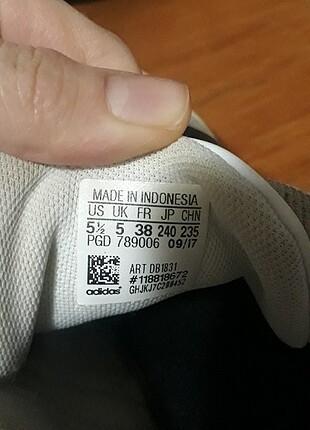 MADE IN INDONESIA
US UK FR JP CHN
5½ 5 38 240 235
PGD 789006 09/17
ART DB1831
#118818672
adidas GHJKJ7C288452